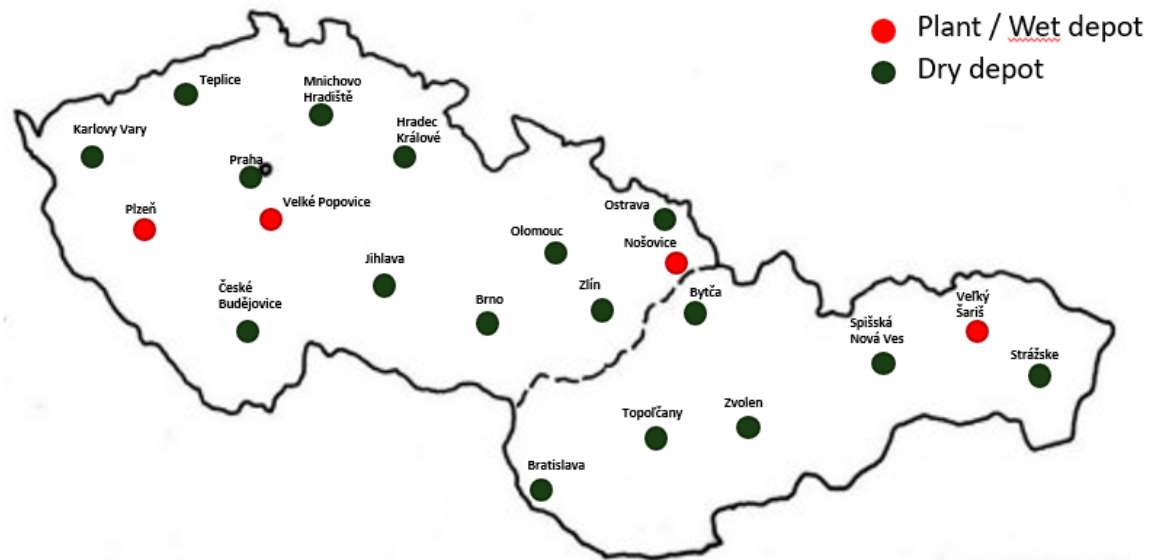 Plant / Wet depot
Dry depot
Teplice
Mnichovo
Hradiště
Karlovy Vary
Hradec
Králové
Praha
Plzeň
Velké Popovice
Ostrava
Olomouc
Nošovice
Jihlava
České
Budějovice
Zlín
Brno
Bytča
Veľký
Šariš
Spišská
Nová Ves
Strážske
Topoľčany
Zvolen
Bratislava